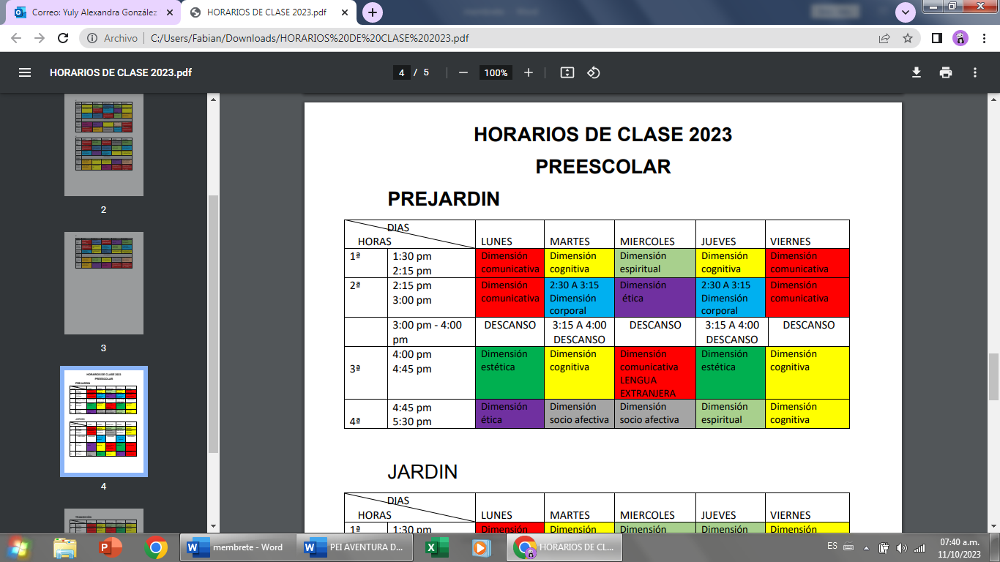 Correo: Yuly Alexandra González
HORARIOS DE CLASE 2023.pdf
Archivo
C:/Users/Fabian/Downloads/HORARIOS%20DE%20CLASE%202023.pdf
HORARIOS DE CLASE 2023.pdf
4 / 5
100%
2
3
4
HORARIOS DE CLASE 2023
PREESCOLAR
PREJARDIN
DIAS
HORAS LUNES MARTES MIERCOLES JUEVES VIERNES
1ª 1:30 pm Dimensión Dimensión Dimensión Dimensión Dimensión
2:15 pm comunicativa cognitiva espiritual cognitiva comunicativa
2ª 2:15 pm Dimensión 2:30 A 3:15 Dimensión 2:30 A 3:15 Dimensión
3:00 pm comunicativa Dimensión ética Dimensión comunicativa
corporal corporal
3:00 pm - 4:00 DESCANSO 3:15 A 4:00 DESCANSO 3:15 A 4:00 DESCANSO
pm DESCANSO DESCANSO
4:00 pm Dimensión Dimensión Dimensión Dimensión Dimensión
3ª 4:45 pm estética cognitiva comunicativa estética cognitiva
LENGUA
EXTRANJERA
4:45 pm Dimensión Dimensión Dimensión Dimensión Dimensión
4ª 5:30 pm ética socio afectiva socio afectiva espiritual cognitiva
JARDIN
DIAS
HORAS LUNES MARTES MIERCOLES JUEVES VIERNES
1ª 1:30 pm Dimensión Dimensión Dimensión Dimensión Dimensión
membrete - Word
PEI AVENTURA D...
HORARIOS DE CL...
ES
07:40 a.m.
11/10/2023